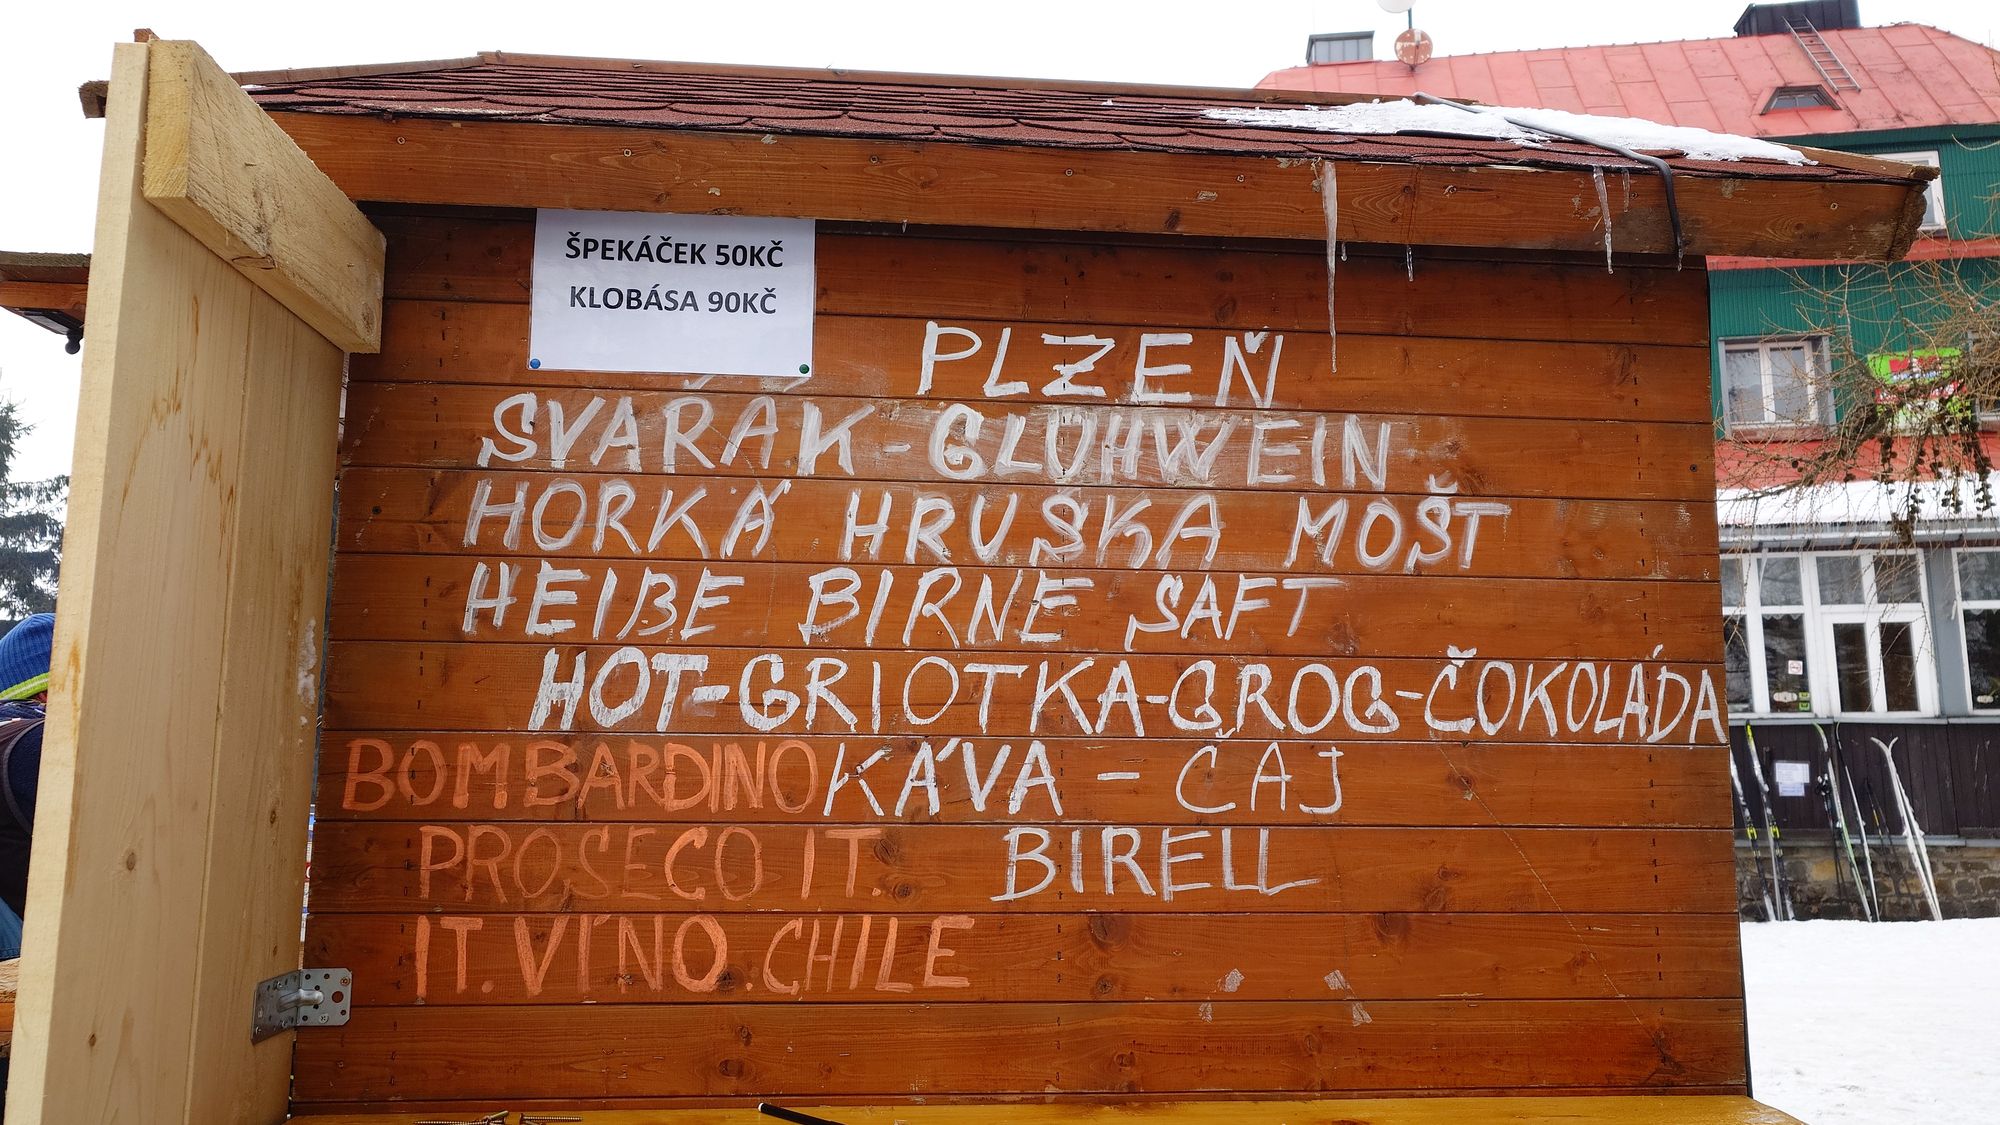 ŠPEKÁČEK 50KČ
KLOBÁSA 90KČ
PLZEŇ
SVAŘÁK-GLUHWEIN
HORKÁ HRUŠKA MOŠT
HEIßE BIRNE SAFT
HOT-GRIOTKA-GROG-ČOKOLÁDA
BOMBARDINO KÁVA - ČAJ
PROSECO IT. BIRELL
IT. VÍNO. CHILE